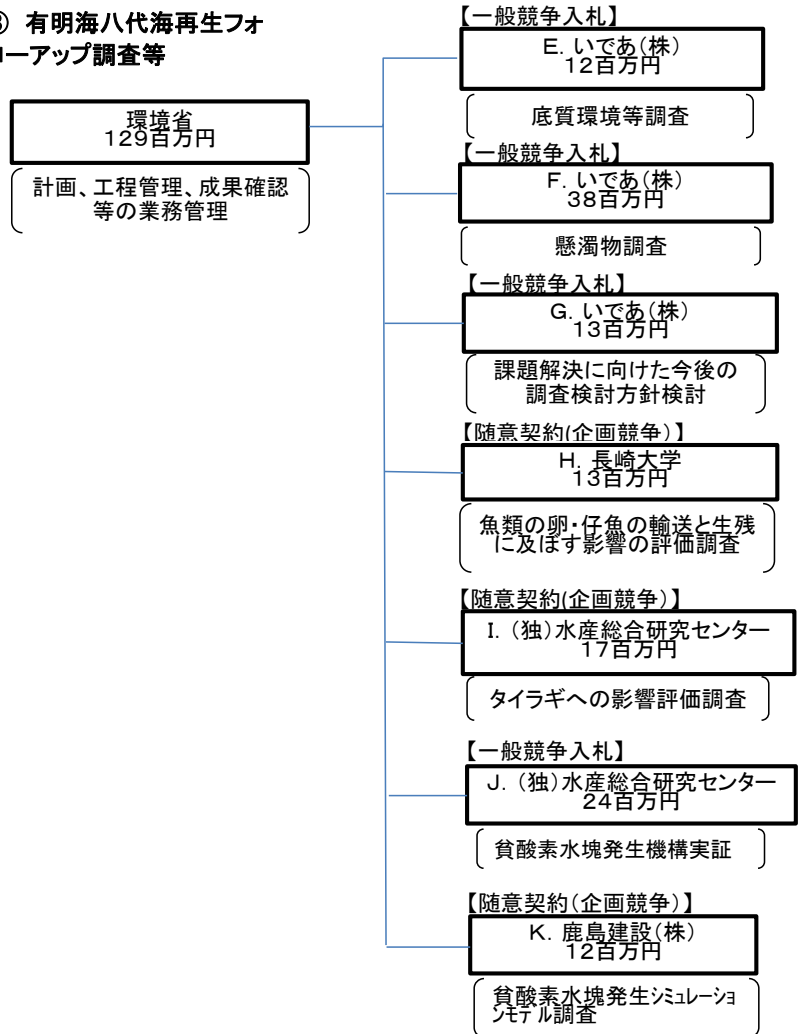 有明海八代海再生フォ
ーアップ調査等
環境省
129百万円
計画、工程管理、成果確認
等の業務管理
【一般競争入札】
E. いであ(株)
12百万円
底質環境等調査
【一般競争入札】
F. いであ(株)
38百万円
懸濁物調査
【一般競争入札】
G. いであ(株)
13百万円
課題解決に向けた今後の
調査検討方針検討
【随意契約(企画競争)】
H. 長崎大学
13百万円
魚類の卵・仔魚の輸送と生残
に及ぼす影響の評価調査
【随意契約(企画競争)】
I. (独)水産総合研究センター
17百万円
タイラギへの影響評価調査
【一般競争入札】
J. (独)水産総合研究センター
24百万円
貧酸素水塊発生機構実証
【随意契約(企画競争)】
K. 鹿島建設(株)
12百万円
貧酸素水塊発生ｼﾐｭﾚｰｼｮ
ﾝﾓﾃﾞﾙ調査